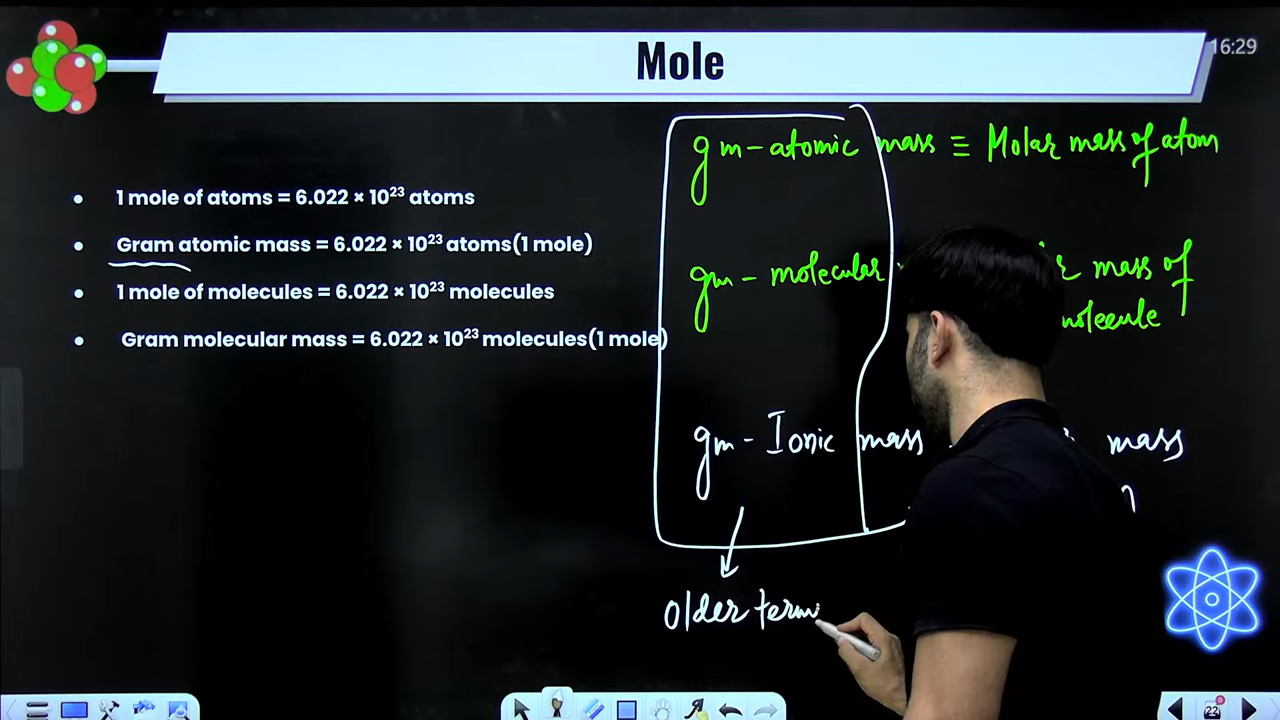 Mole
16:29
1 mole of atoms = 6.022 × 10²³ atoms
Gram atomic mass = 6.022 × 10²³ atoms(1 mole)
1 mole of molecules = 6.022 × 10²³ molecules
Gram molecular mass = 6.022 × 10²³ molecules(1 mole)
gm-atomic mass ≡ Molar mass of atom
gm-molecular mass of
molecule
gm-Ionic mass mass
older term
22